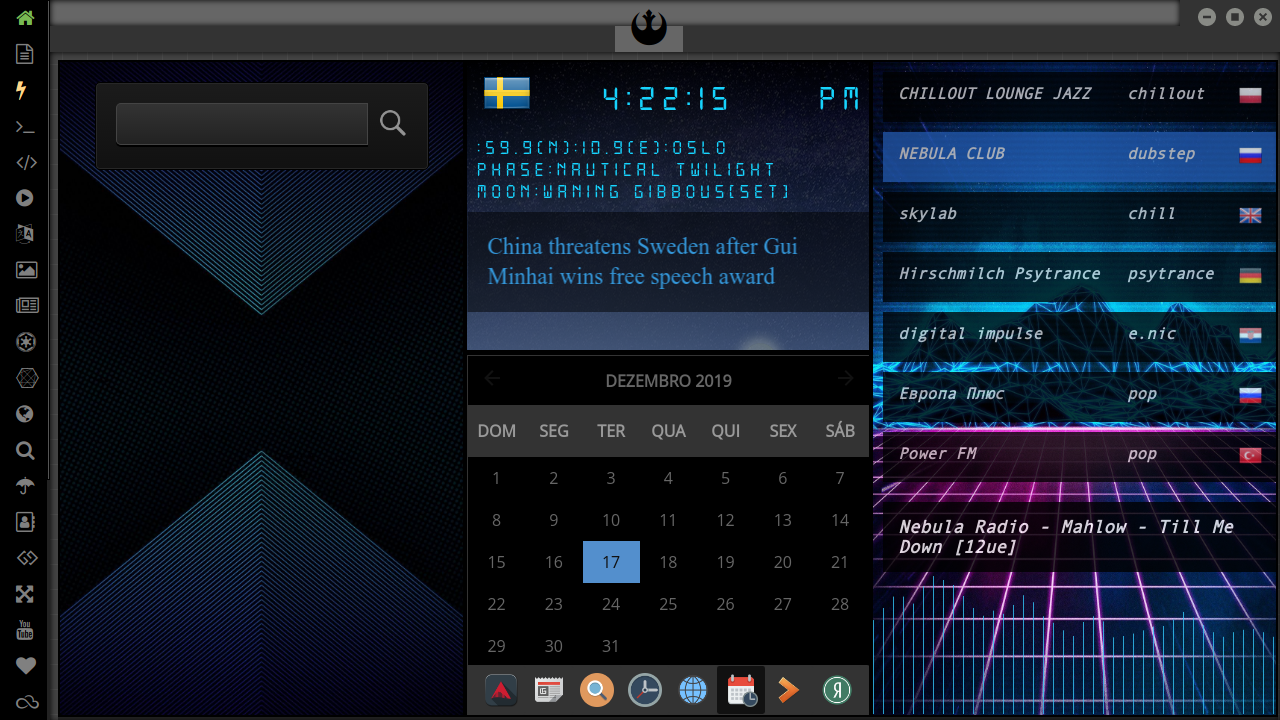 4:22:15 PM
:59.9(N):10.9(E):OSLO
PHASE:NAUTICAL TWILIGHT
MOON:WANING GIBBOUS(SET)
China threatens Sweden after Gui
Minhai wins free speech award
DEZEMBRO 2019
DOM SEG TER QUA QUI SEX SÁB
1 2 3 4 5 6 7
8 9 10 11 12 13 14
15 16 17 18 19 20 21
22 23 24 25 26 27 28
29 30 31
CHILLOUT LOUNGE JAZZ chillout
NEBULA CLUB dubstep
skylab chill
Hirschmilch Psytrance psytrance
digital impulse e.nic
Европа Плюс pop
Power FM pop
Nebula Radio - Mahlow - Till Me
Down [12ue]
You
Tube
Я